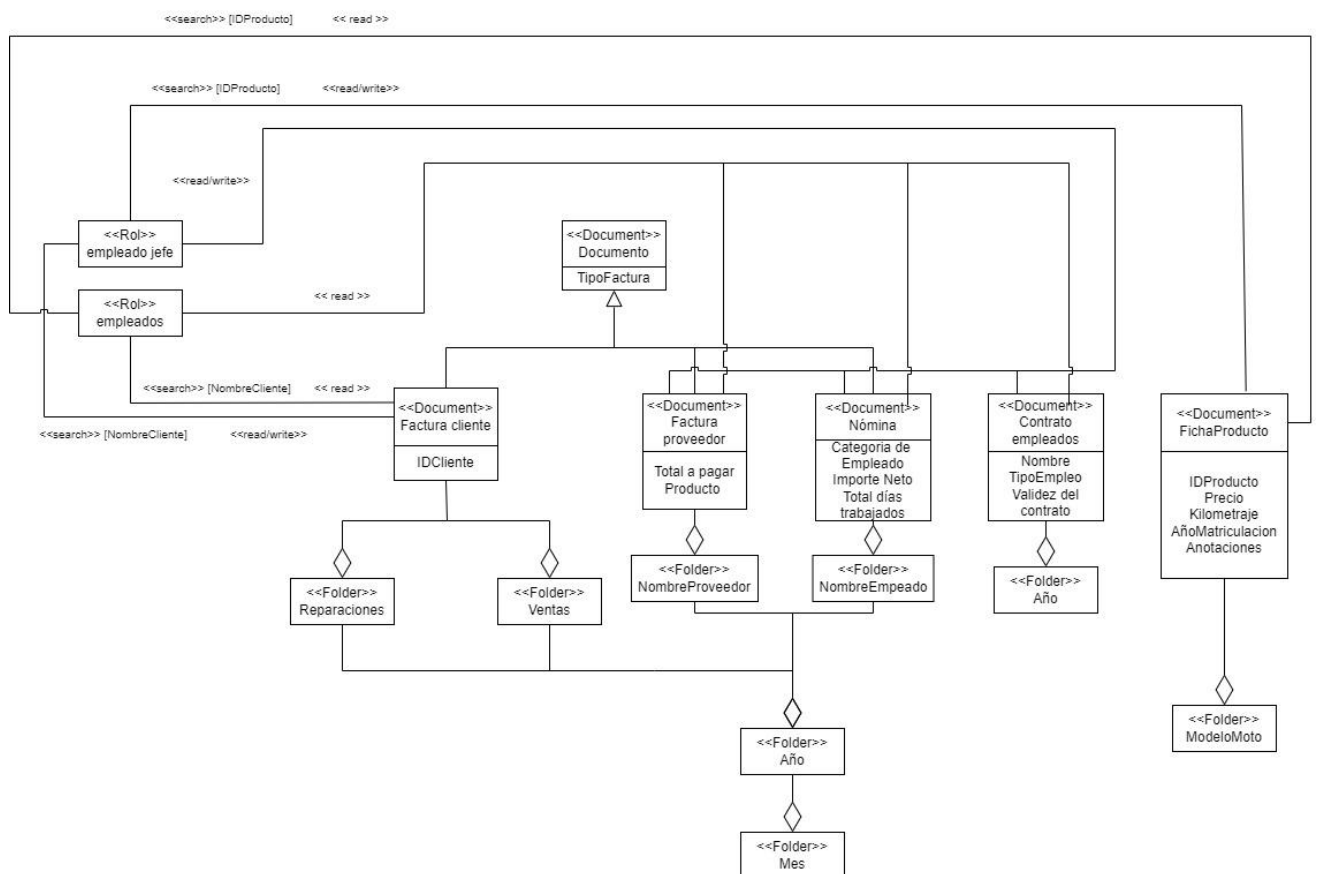 <<search>> [IDProducto] << read >>
<<search>> [IDProducto] <<read/write>>
<<read/write>>
<<Rol>>
empleado jefe
<<Document>>
Documento
TipoFactura
<<Rol>>
empleados
<< read >>
<<search>> [NombreCliente] << read >>
<<search>> [NombreCliente] <<read/write>>
<<Document>>
Factura cliente
IDCliente
<<Document>>
Factura
proveedor
Total a pagar
Producto
<<Document>>
Nómina
Categoria de
Empleado
Importe Neto
Total días
trabajados
<<Document>>
Contrato
empleados
Nombre
TipoEmpleo
Validez del
contrato
<<Document>>
FichaProducto
IDProducto
Precio
Kilometraje
AñoMatriculacion
Anotaciones
<<Folder>>
Reparaciones
<<Folder>>
Ventas
<<Folder>>
NombreProveedor
<<Folder>>
NombreEmpeado
<<Folder>>
Año
<<Folder>>
ModeloMoto
<<Folder>>
Año
<<Folder>>
Mes